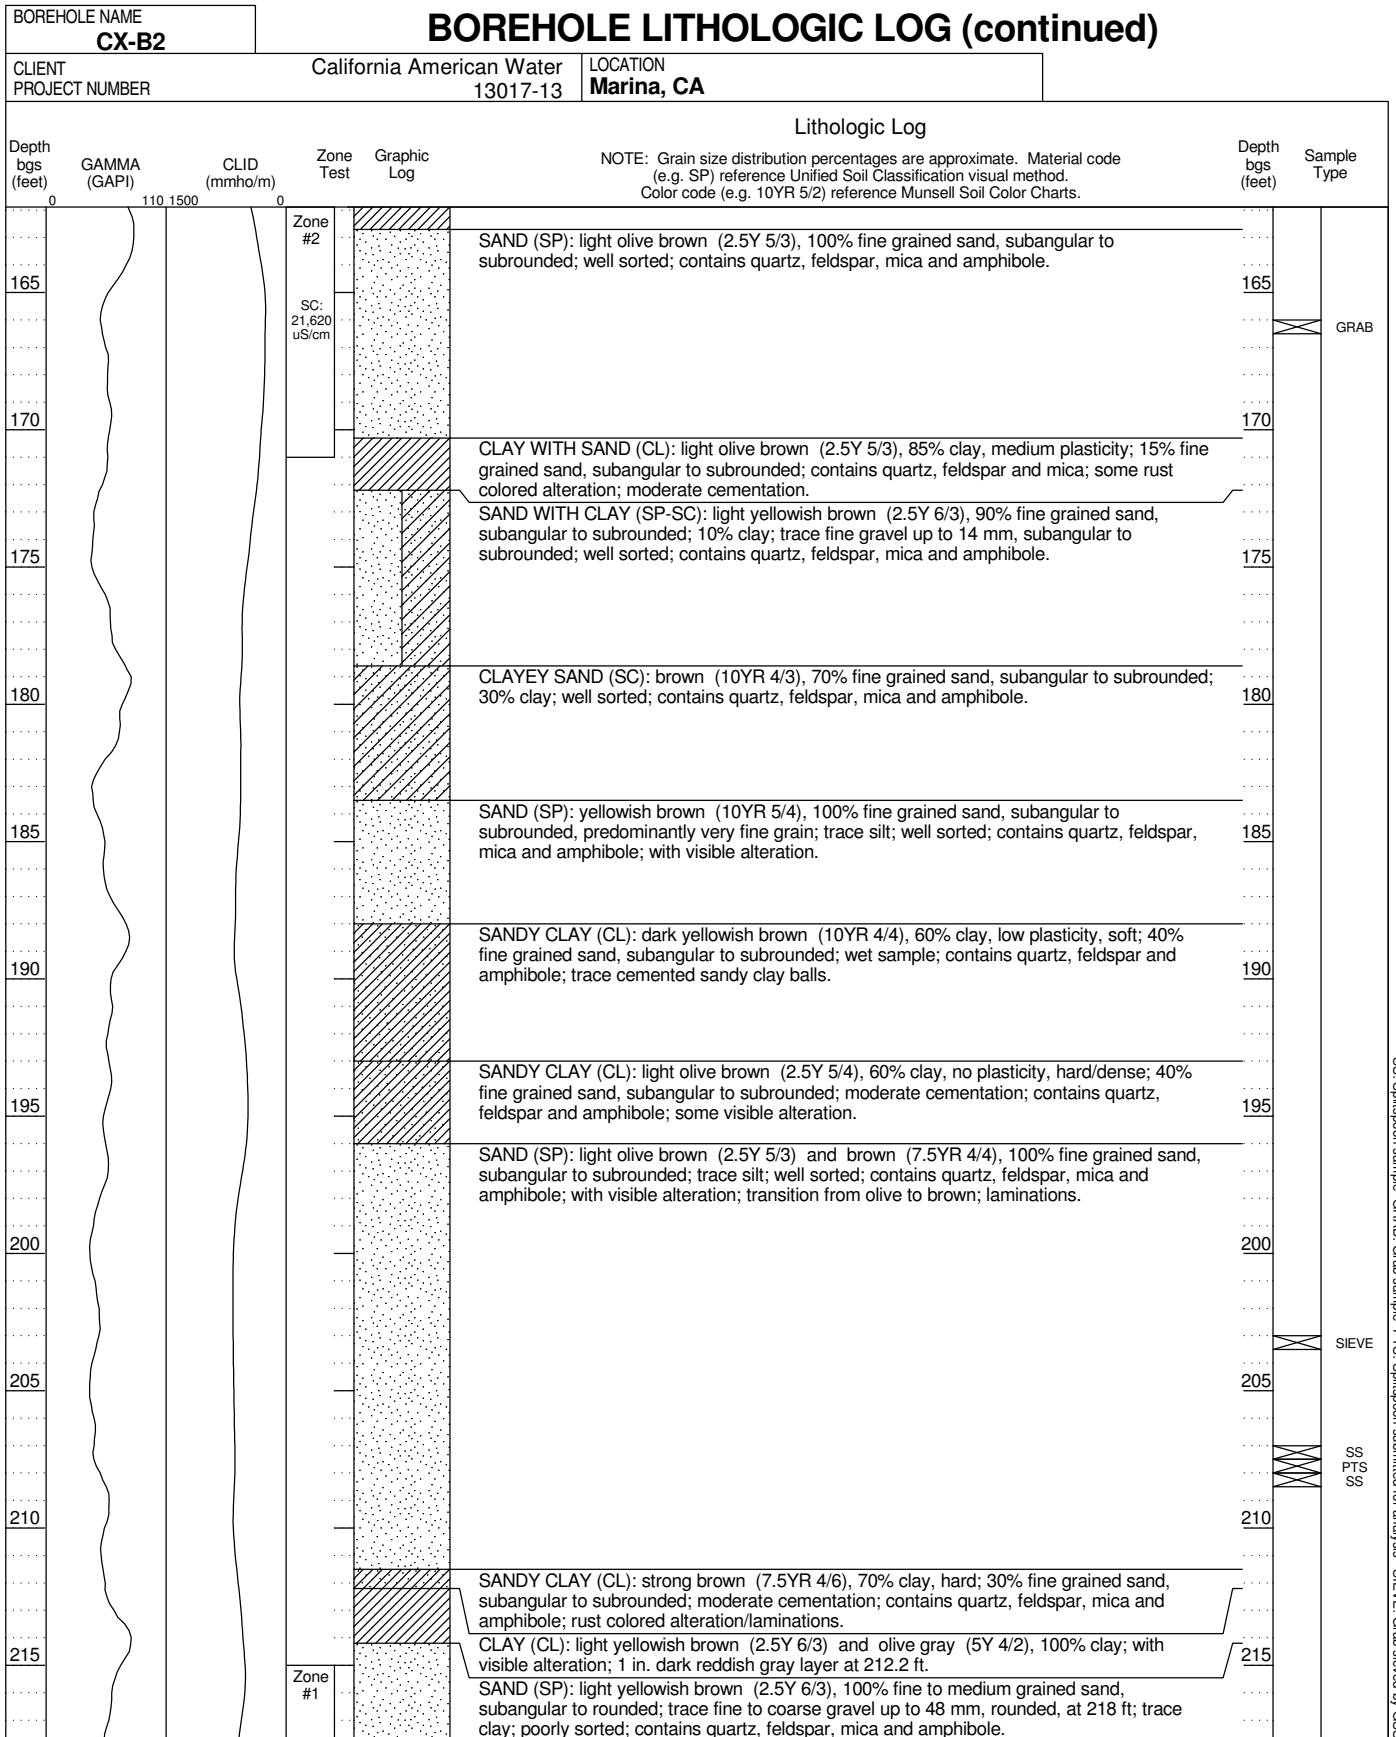 BOREHOLE NAME
CX-B2
BOREHOLE LITHOLOGIC LOG (continued)
CLIENT California American Water
PROJECT NUMBER 13017-13
LOCATION
Marina, CA
Lithologic Log
NOTE: Grain size distribution percentages are approximate. Material code
(e.g. SP) reference Unified Soil Classification visual method.
Color code (e.g. 10YR 5/2) reference Munsell Soil Color Charts.
Depth
bgs
(feet)
GAMMA
(GAPI)
CLID
(mmho/m)
Zone
Test
Graphic
Log
Depth
bgs
(feet)
Sample
Type
0 110 1500 0
Zone
#2
SAND (SP): light olive brown (2.5Y 5/3), 100% fine grained sand, subangular to
subrounded; well sorted; contains quartz, feldspar, mica and amphibole.
165 165
SC:
21,620
uS/cm
GRAB
170 170
CLAY WITH SAND (CL): light olive brown (2.5Y 5/3), 85% clay, medium plasticity; 15% fine
grained sand, subangular to subrounded; contains quartz, feldspar and mica; some rust
colored alteration; moderate cementation.
SAND WITH CLAY (SP-SC): light yellowish brown (2.5Y 6/3), 90% fine grained sand,
subangular to subrounded; 10% clay; trace fine gravel up to 14 mm, subangular to
subrounded; well sorted; contains quartz, feldspar, mica and amphibole.
175 175
CLAYEY SAND (SC): brown (10YR 4/3), 70% fine grained sand, subangular to subrounded;
30% clay; well sorted; contains quartz, feldspar, mica and amphibole.
180 180
SAND (SP): yellowish brown (10YR 5/4), 100% fine grained sand, subangular to
subrounded, predominantly very fine grain; trace silt; well sorted; contains quartz, feldspar,
mica and amphibole; with visible alteration.
185 185
SANDY CLAY (CL): dark yellowish brown (10YR 4/4), 60% clay, low plasticity, soft; 40%
fine grained sand, subangular to subrounded; wet sample; contains quartz, feldspar and
amphibole; trace cemented sandy clay balls.
190 190
SANDY CLAY (CL): light olive brown (2.5Y 5/4), 60% clay, no plasticity, hard/dense; 40%
fine grained sand, subangular to subrounded; moderate cementation; contains quartz,
feldspar and amphibole; some visible alteration.
195 195
SAND (SP): light olive brown (2.5Y 5/3) and brown (7.5YR 4/4), 100% fine grained sand,
subangular to subrounded; trace silt; well sorted; contains quartz, feldspar, mica and
amphibole; with visible alteration; transition from olive to brown; laminations.
200 200
SIEVE
205 205
SS
PTS
SS
210 210
SANDY CLAY (CL): strong brown (7.5YR 4/6), 70% clay, hard; 30% fine grained sand,
subangular to subrounded; moderate cementation; contains quartz, feldspar, mica and
amphibole; rust colored alteration/laminations.
CLAY (CL): light yellowish brown (2.5Y 6/3) and olive gray (5Y 4/2), 100% clay; with
visible alteration; 1 in. dark reddish gray layer at 212.2 ft.
215 215
Zone
#1
SAND (SP): light yellowish brown (2.5Y 6/3), 100% fine to medium grained sand,
subangular to rounded; trace fine to coarse gravel up to 48 mm, rounded, at 218 ft; trace
clay; poorly sorted; contains quartz, feldspar, mica and amphibole.